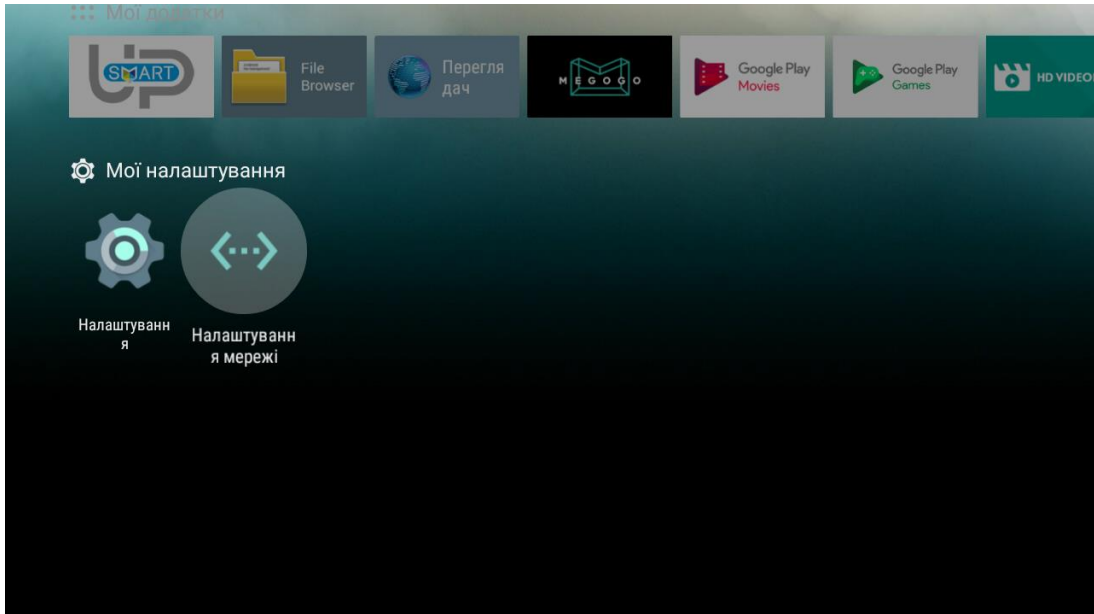 Мої додатки
SMART
UP
File
Browser
Перегля
дач
MEGOGO
Google Play
Movies
Google Play
Games
HD VIDEO
Мої налаштування
Налаштуванн
я
Налаштуванн
я мережі